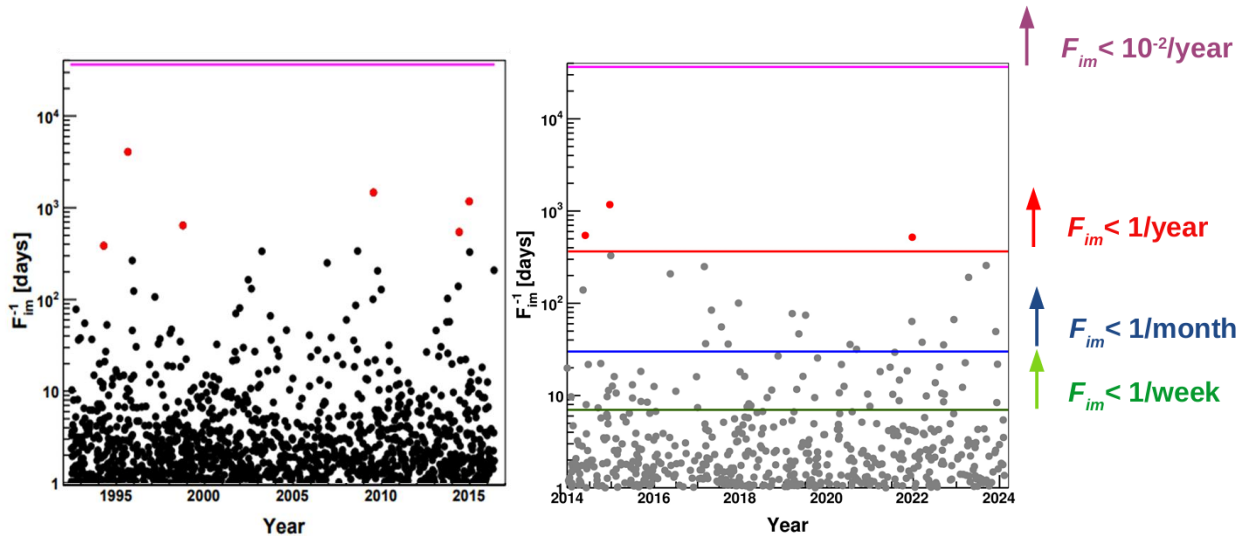 F_im^-1 [days]
10^4
10^3
10^2
10
1
1995 2000 2005 2010 2015
Year
F_im^-1 [days]
10^4
10^3
10^2
10
1
2014 2016 2018 2020 2022 2024
Year
F_im < 10^-2/year
F_im < 1/year
F_im < 1/month
F_im < 1/week